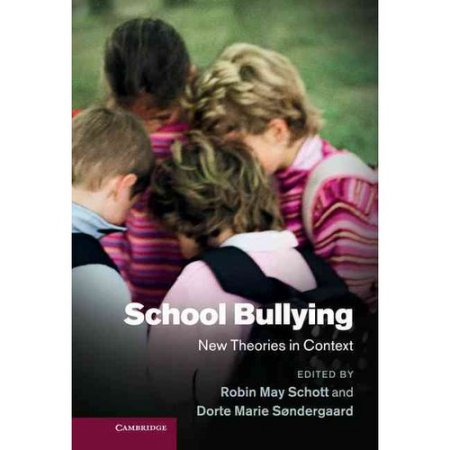 School Bullying
New Theories in Context
EDITED BY
Robin May Schott and
Dorte Marie Søndergaard
CAMBRIDGE